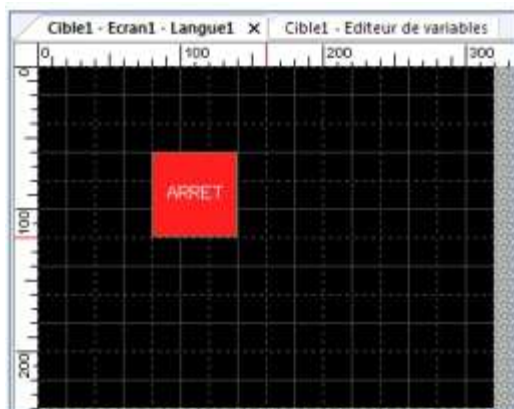 Cible1 - Ecran1 - Langue1 X Cible1 - Editeur de variables
0 100 200 300
0
ARRET
100
200